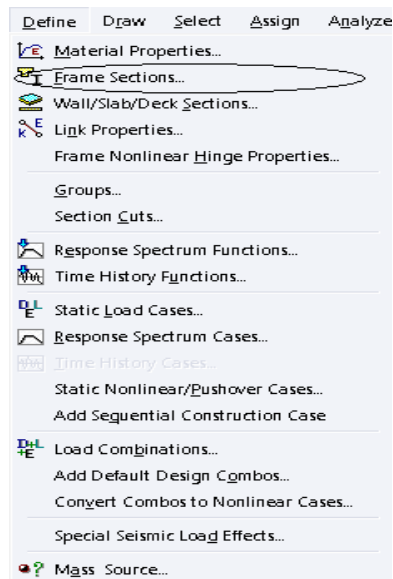 Define Draw Select Assign Analyze
Material Properties...
Frame Sections...
Wall/Slab/Deck Sections...
Link Properties...
Frame Nonlinear Hinge Properties...
Groups...
Section Cuts...
Response Spectrum Functions...
Time History Functions...
Static Load Cases...
Response Spectrum Cases...
Time History Cases...
Static Nonlinear/Pushover Cases...
Add Sequential Construction Case
Load Combinations...
Add Default Design Combos...
Convert Combos to Nonlinear Cases...
Special Seismic Load Effects...
Mass Source...